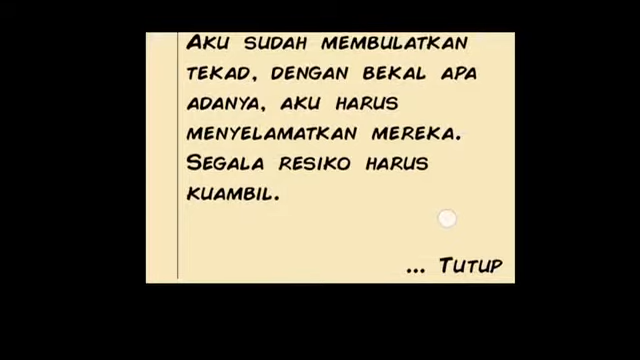 Aku sudah membulatkan
tekad, dengan bekal apa
adanya, aku harus
menyelamatkan mereka.
Segala resiko harus
kuambil.
... Tutup